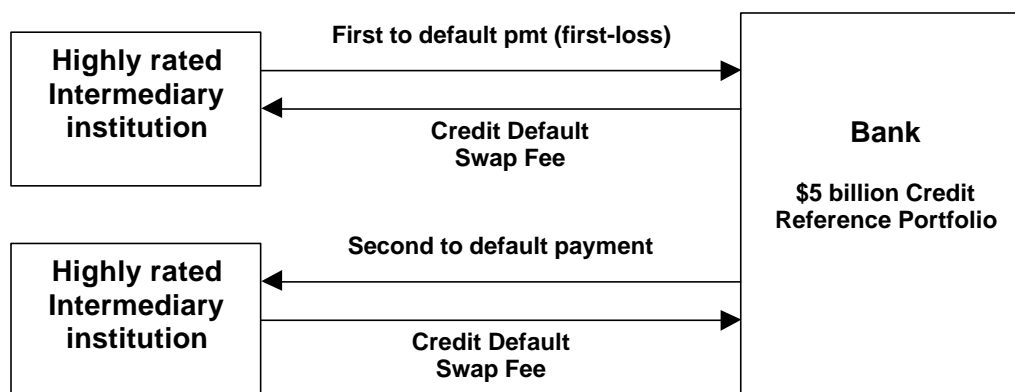 First to default pmt (first-loss)
Highly rated
Intermediary
institution
Credit Default
Swap Fee
Bank
$5 billion Credit
Reference Portfolio
Second to default payment
Highly rated
Intermediary
institution
Credit Default
Swap Fee